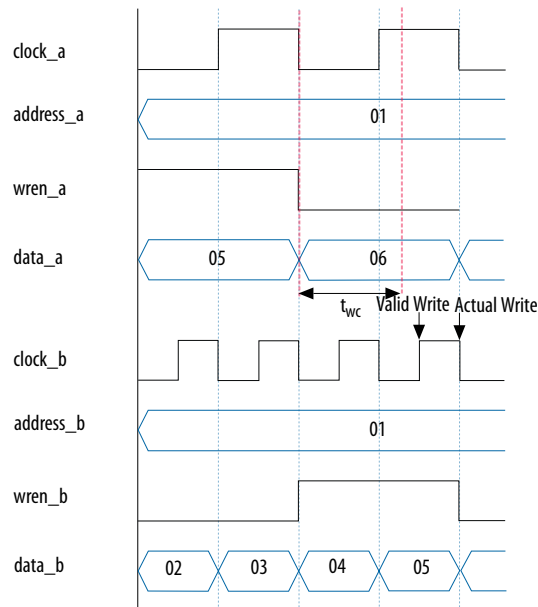 clock_a
address_a
01
wren_a
data_a
05
06
twc
Valid Write
Actual Write
clock_b
address_b
01
wren_b
data_b
02
03
04
05